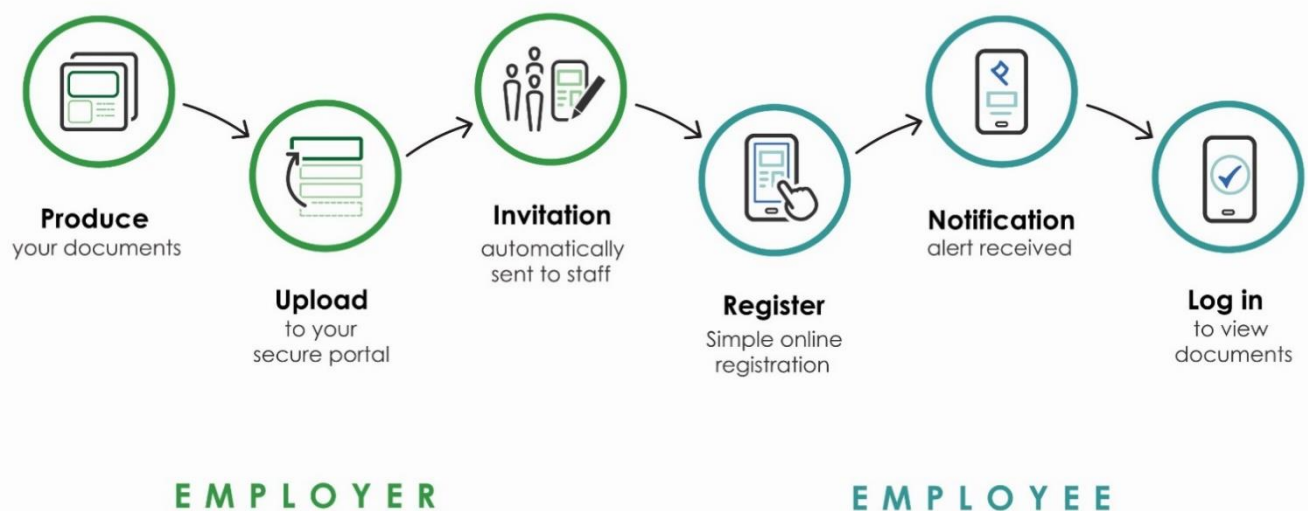 Produce
your documents
Upload
to your
secure portal
Invitation
automatically
sent to staff
Register
Simple online
registration
Notification
alert received
Log in
to view
documents
EMPLOYER
EMPLOYEE